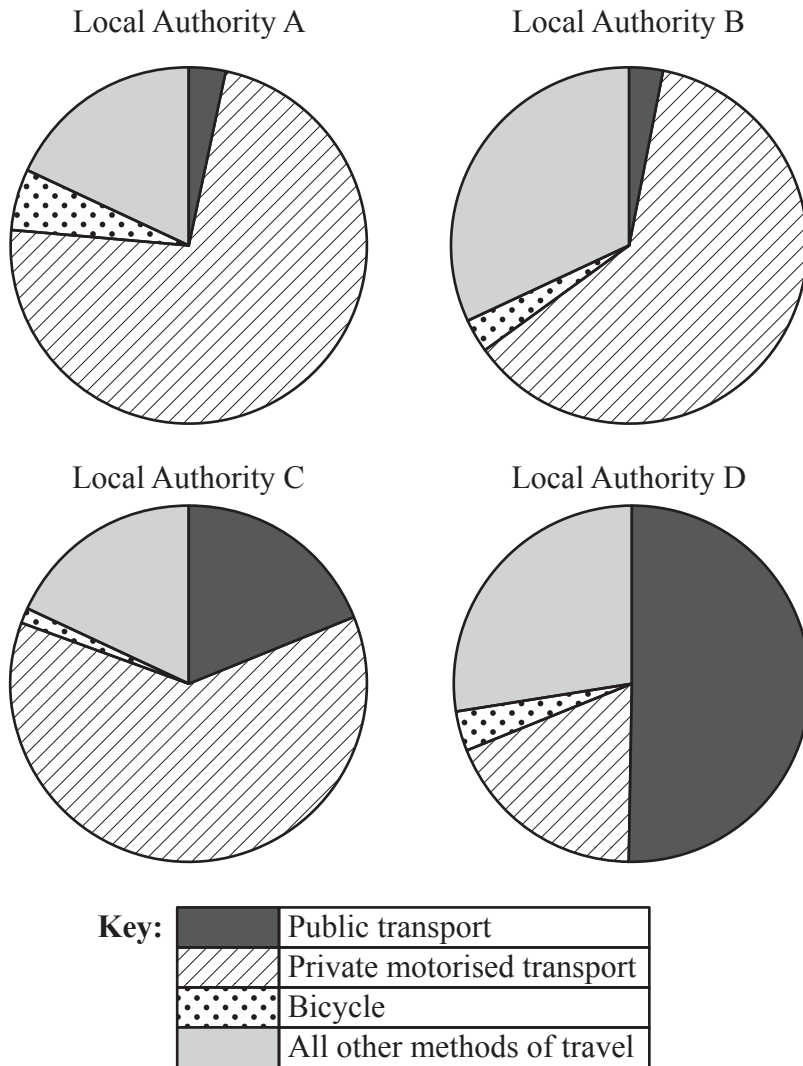 Local Authority A
Local Authority B
Local Authority C
Local Authority D
Key:
Public transport
Private motorised transport
Bicycle
All other methods of travel